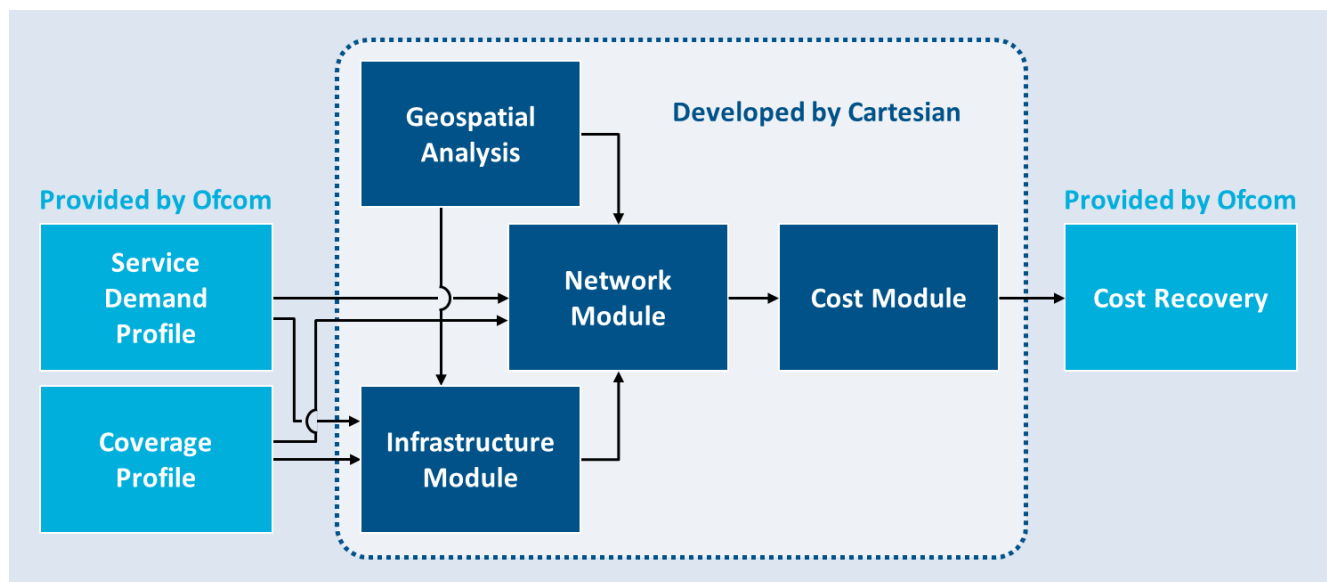 Geospatial
Analysis
Developed by Cartesian
Provided by Ofcom
Service
Demand
Profile
Network
Module
Cost Module
Provided by Ofcom
Cost Recovery
Coverage
Profile
Infrastructure
Module